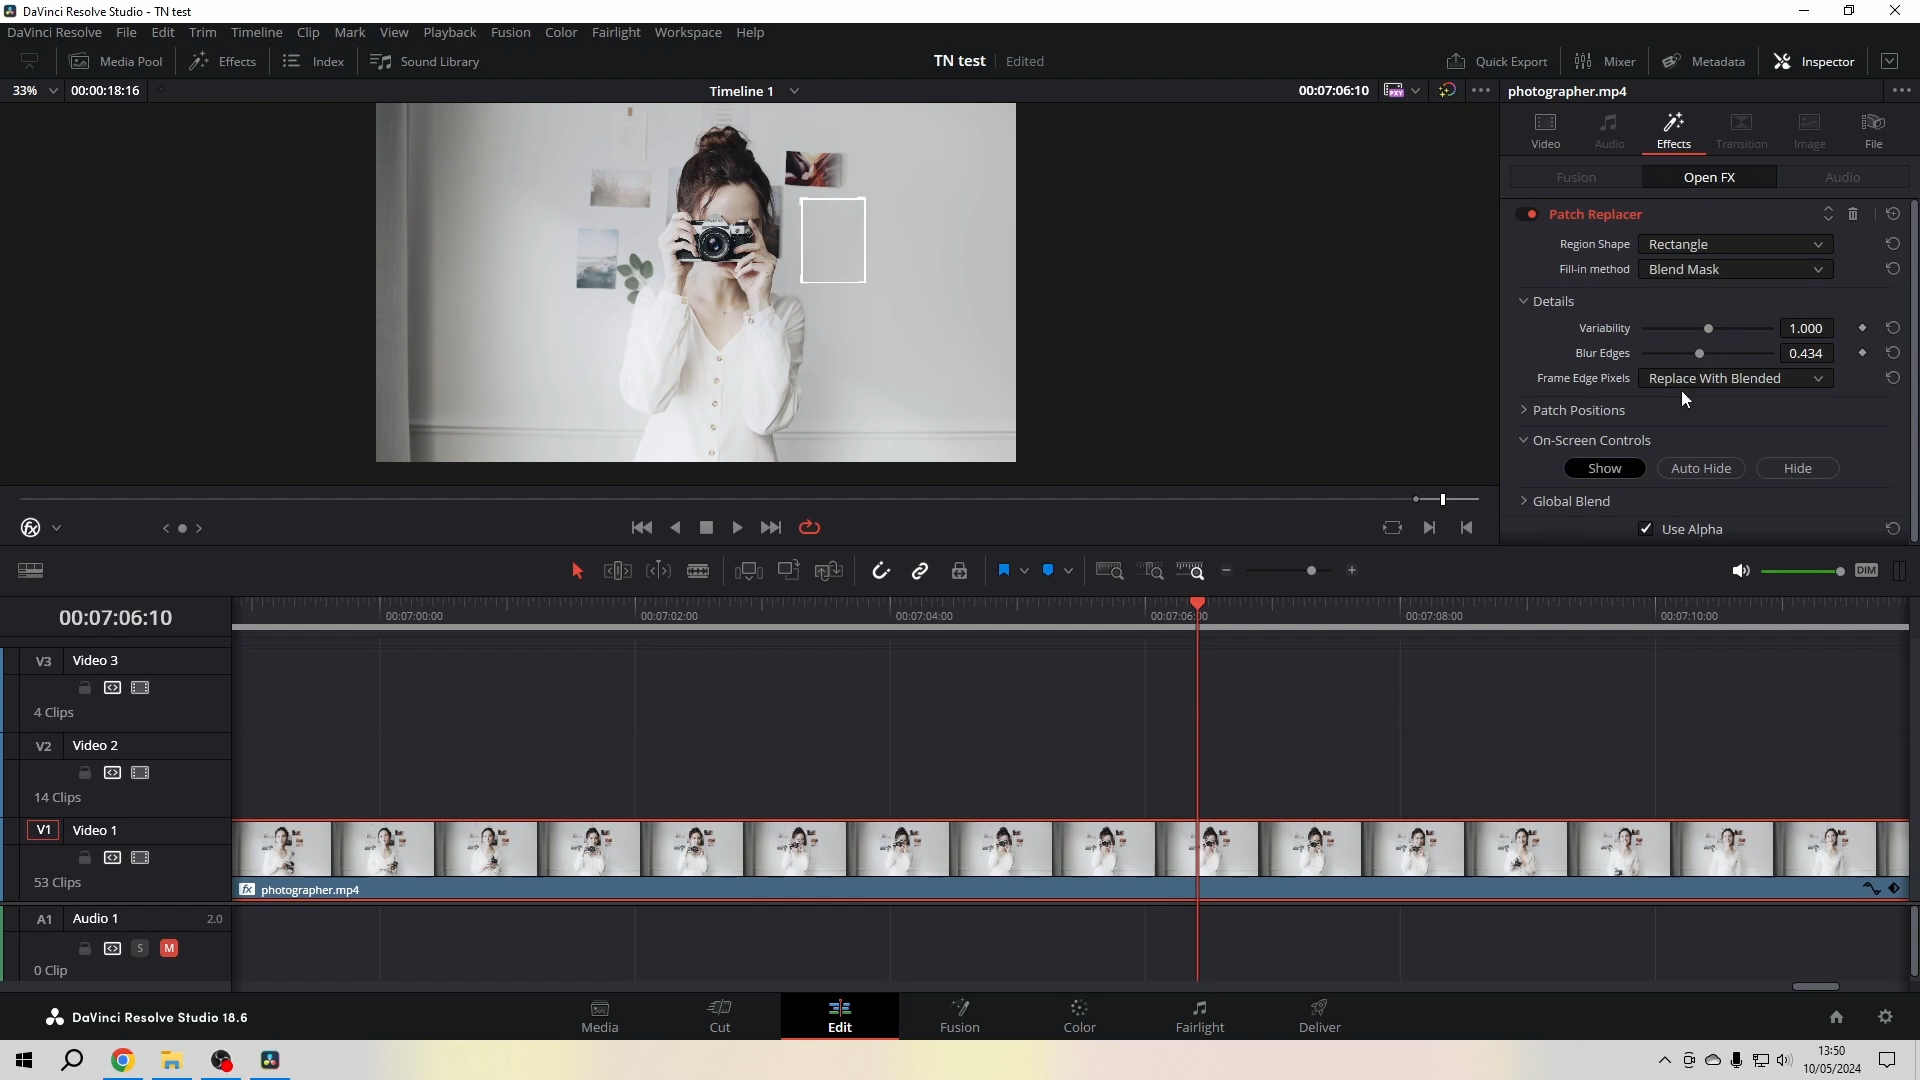 DaVinci Resolve Studio - TN test
DaVinci Resolve File Edit Trim Timeline Clip Mark View Playback Fusion Color Fairlight Workspace Help
Media Pool Effects Index Sound Library TN test Edited Quick Export Mixer Metadata Inspector
33% 00:00:18:16 Timeline 1 00:07:06:10 PXY photographer.mp4
Video Audio Effects Transition Image File
Fusion Open FX Audio
Patch Replacer
Region Shape Rectangle
Fill-in method Blend Mask
Details
Variability 1.000
Blur Edges 0.434
Frame Edge Pixels Replace With Blended
Patch Positions
On-Screen Controls
Show Auto Hide Hide
Global Blend
Use Alpha
DIM
00:07:06:10
00:07:00:00 00:07:02:00 00:07:04:00 00:07:06:00 00:07:08:00 00:07:10:00
V3 Video 3
4 Clips
V2 Video 2
14 Clips
V1 Video 1
53 Clips
fx photographer.mp4
A1 Audio 1 2.0
S M
0 Clip
DaVinci Resolve Studio 18.6
Media Cut Edit Fusion Color Fairlight Deliver
13:50
10/05/2024